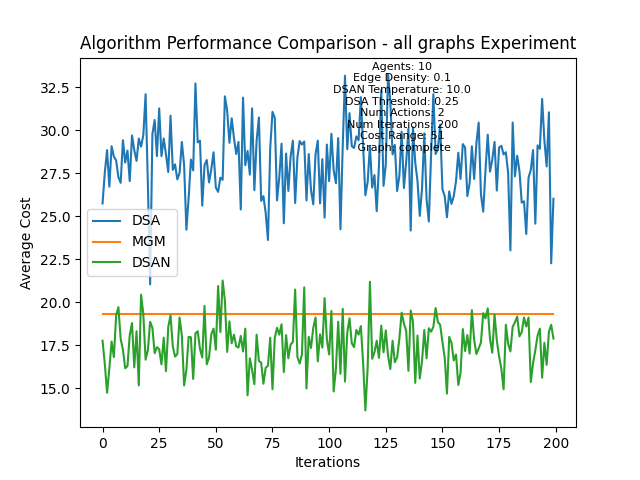 Algorithm Performance Comparison - all graphs Experiment
Agents: 10
Edge Density: 0.1
DSAN Temperature: 10.0
DSA Threshold: 0.25
Num Actions: 2
Num Iterations: 200
Cost Range: 51
Graph: complete
Average Cost
32.5
30.0
27.5
25.0
22.5
20.0
17.5
15.0
DSA
MGM
DSAN
0
25
50
75
100
125
150
175
200
Iterations